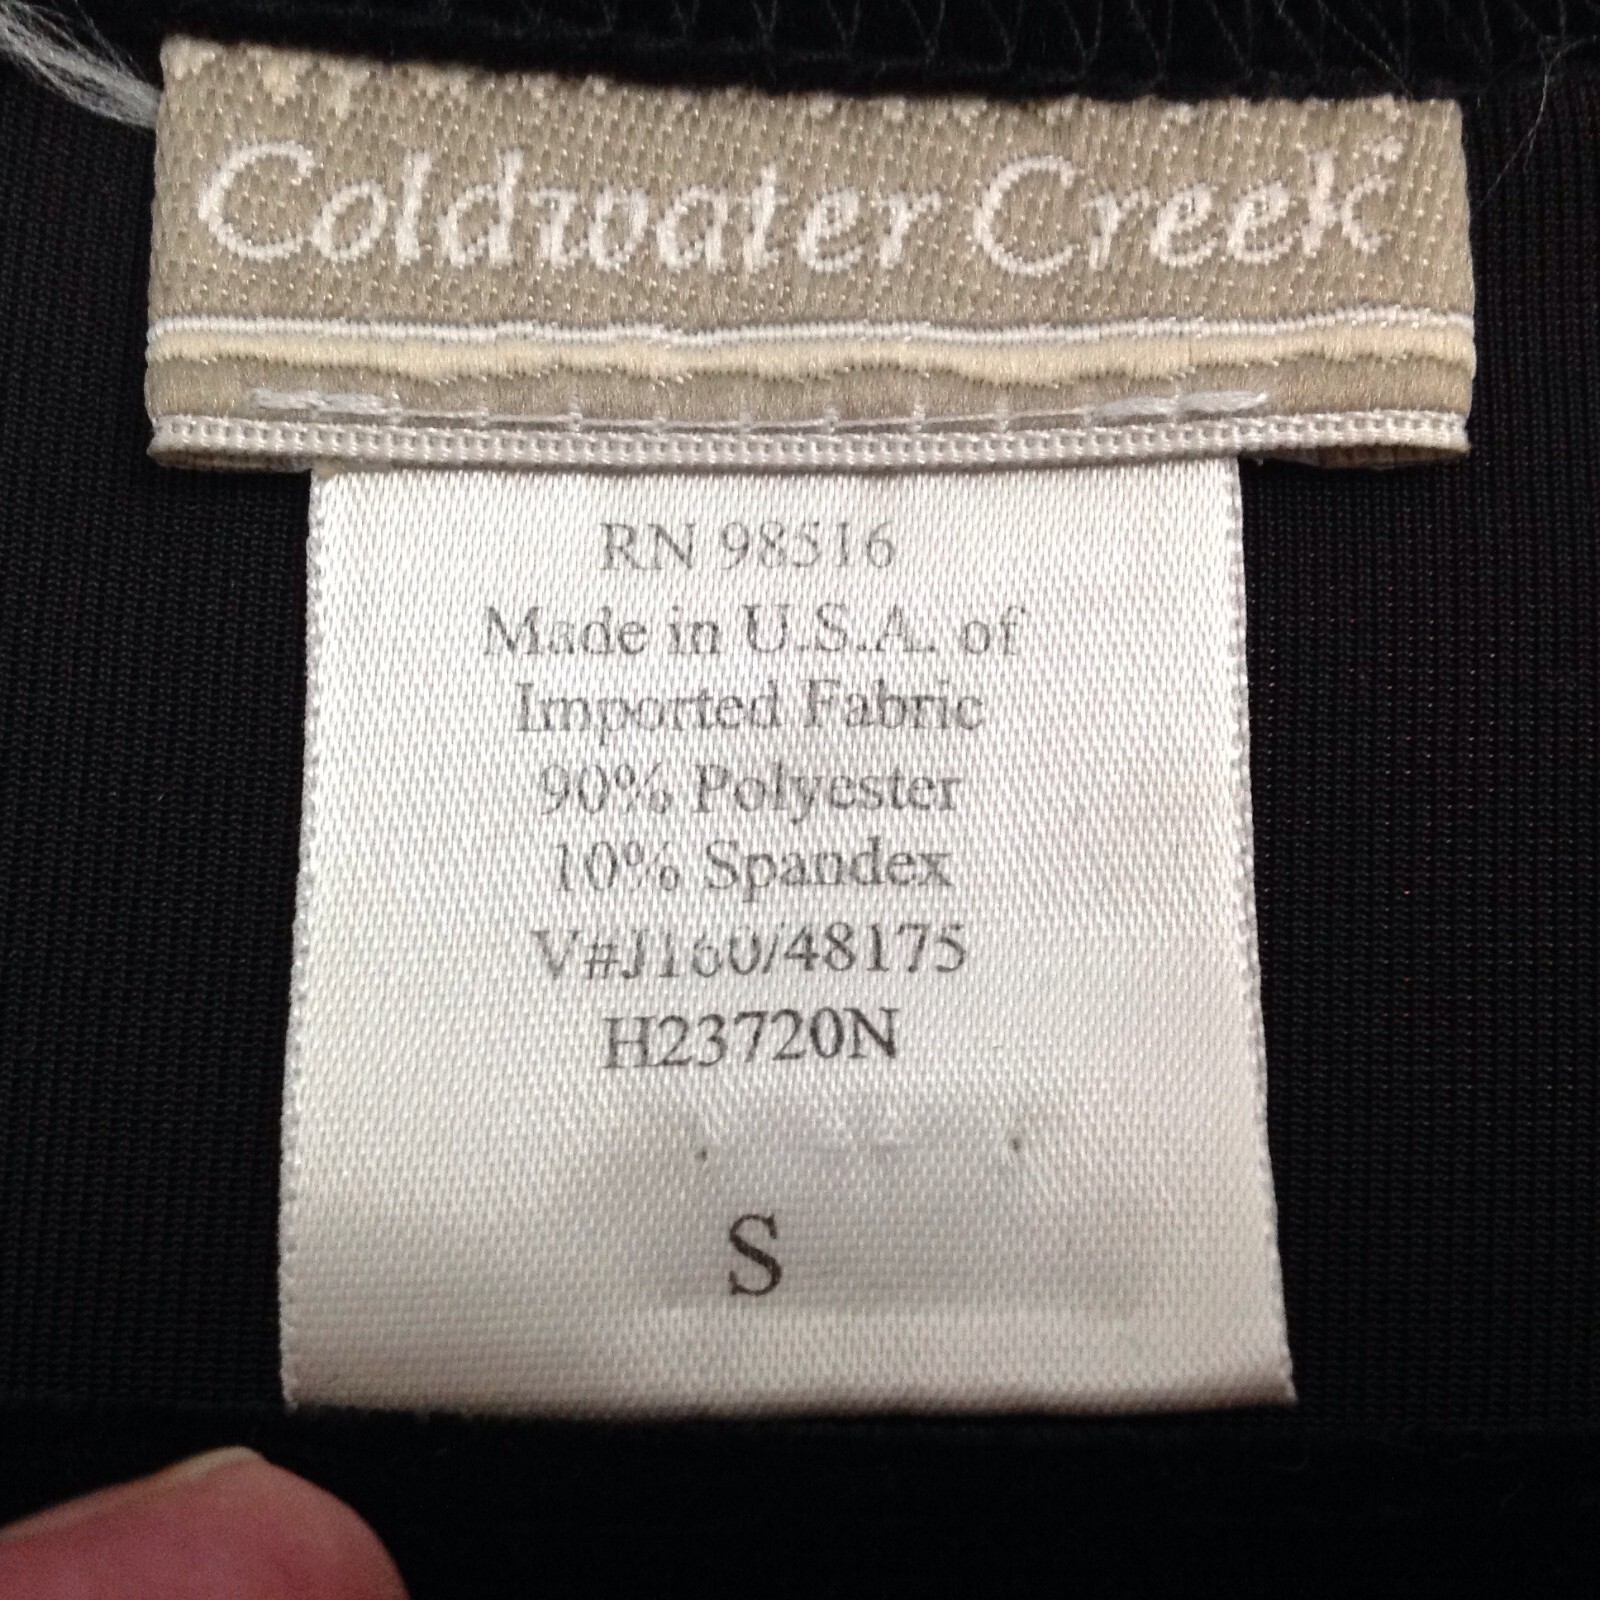 Coldwater Creek
RN 98516
Made in U.S.A. of
Imported Fabric
90% Polyester
10% Spandex
V#J160/48175
H23720N
S